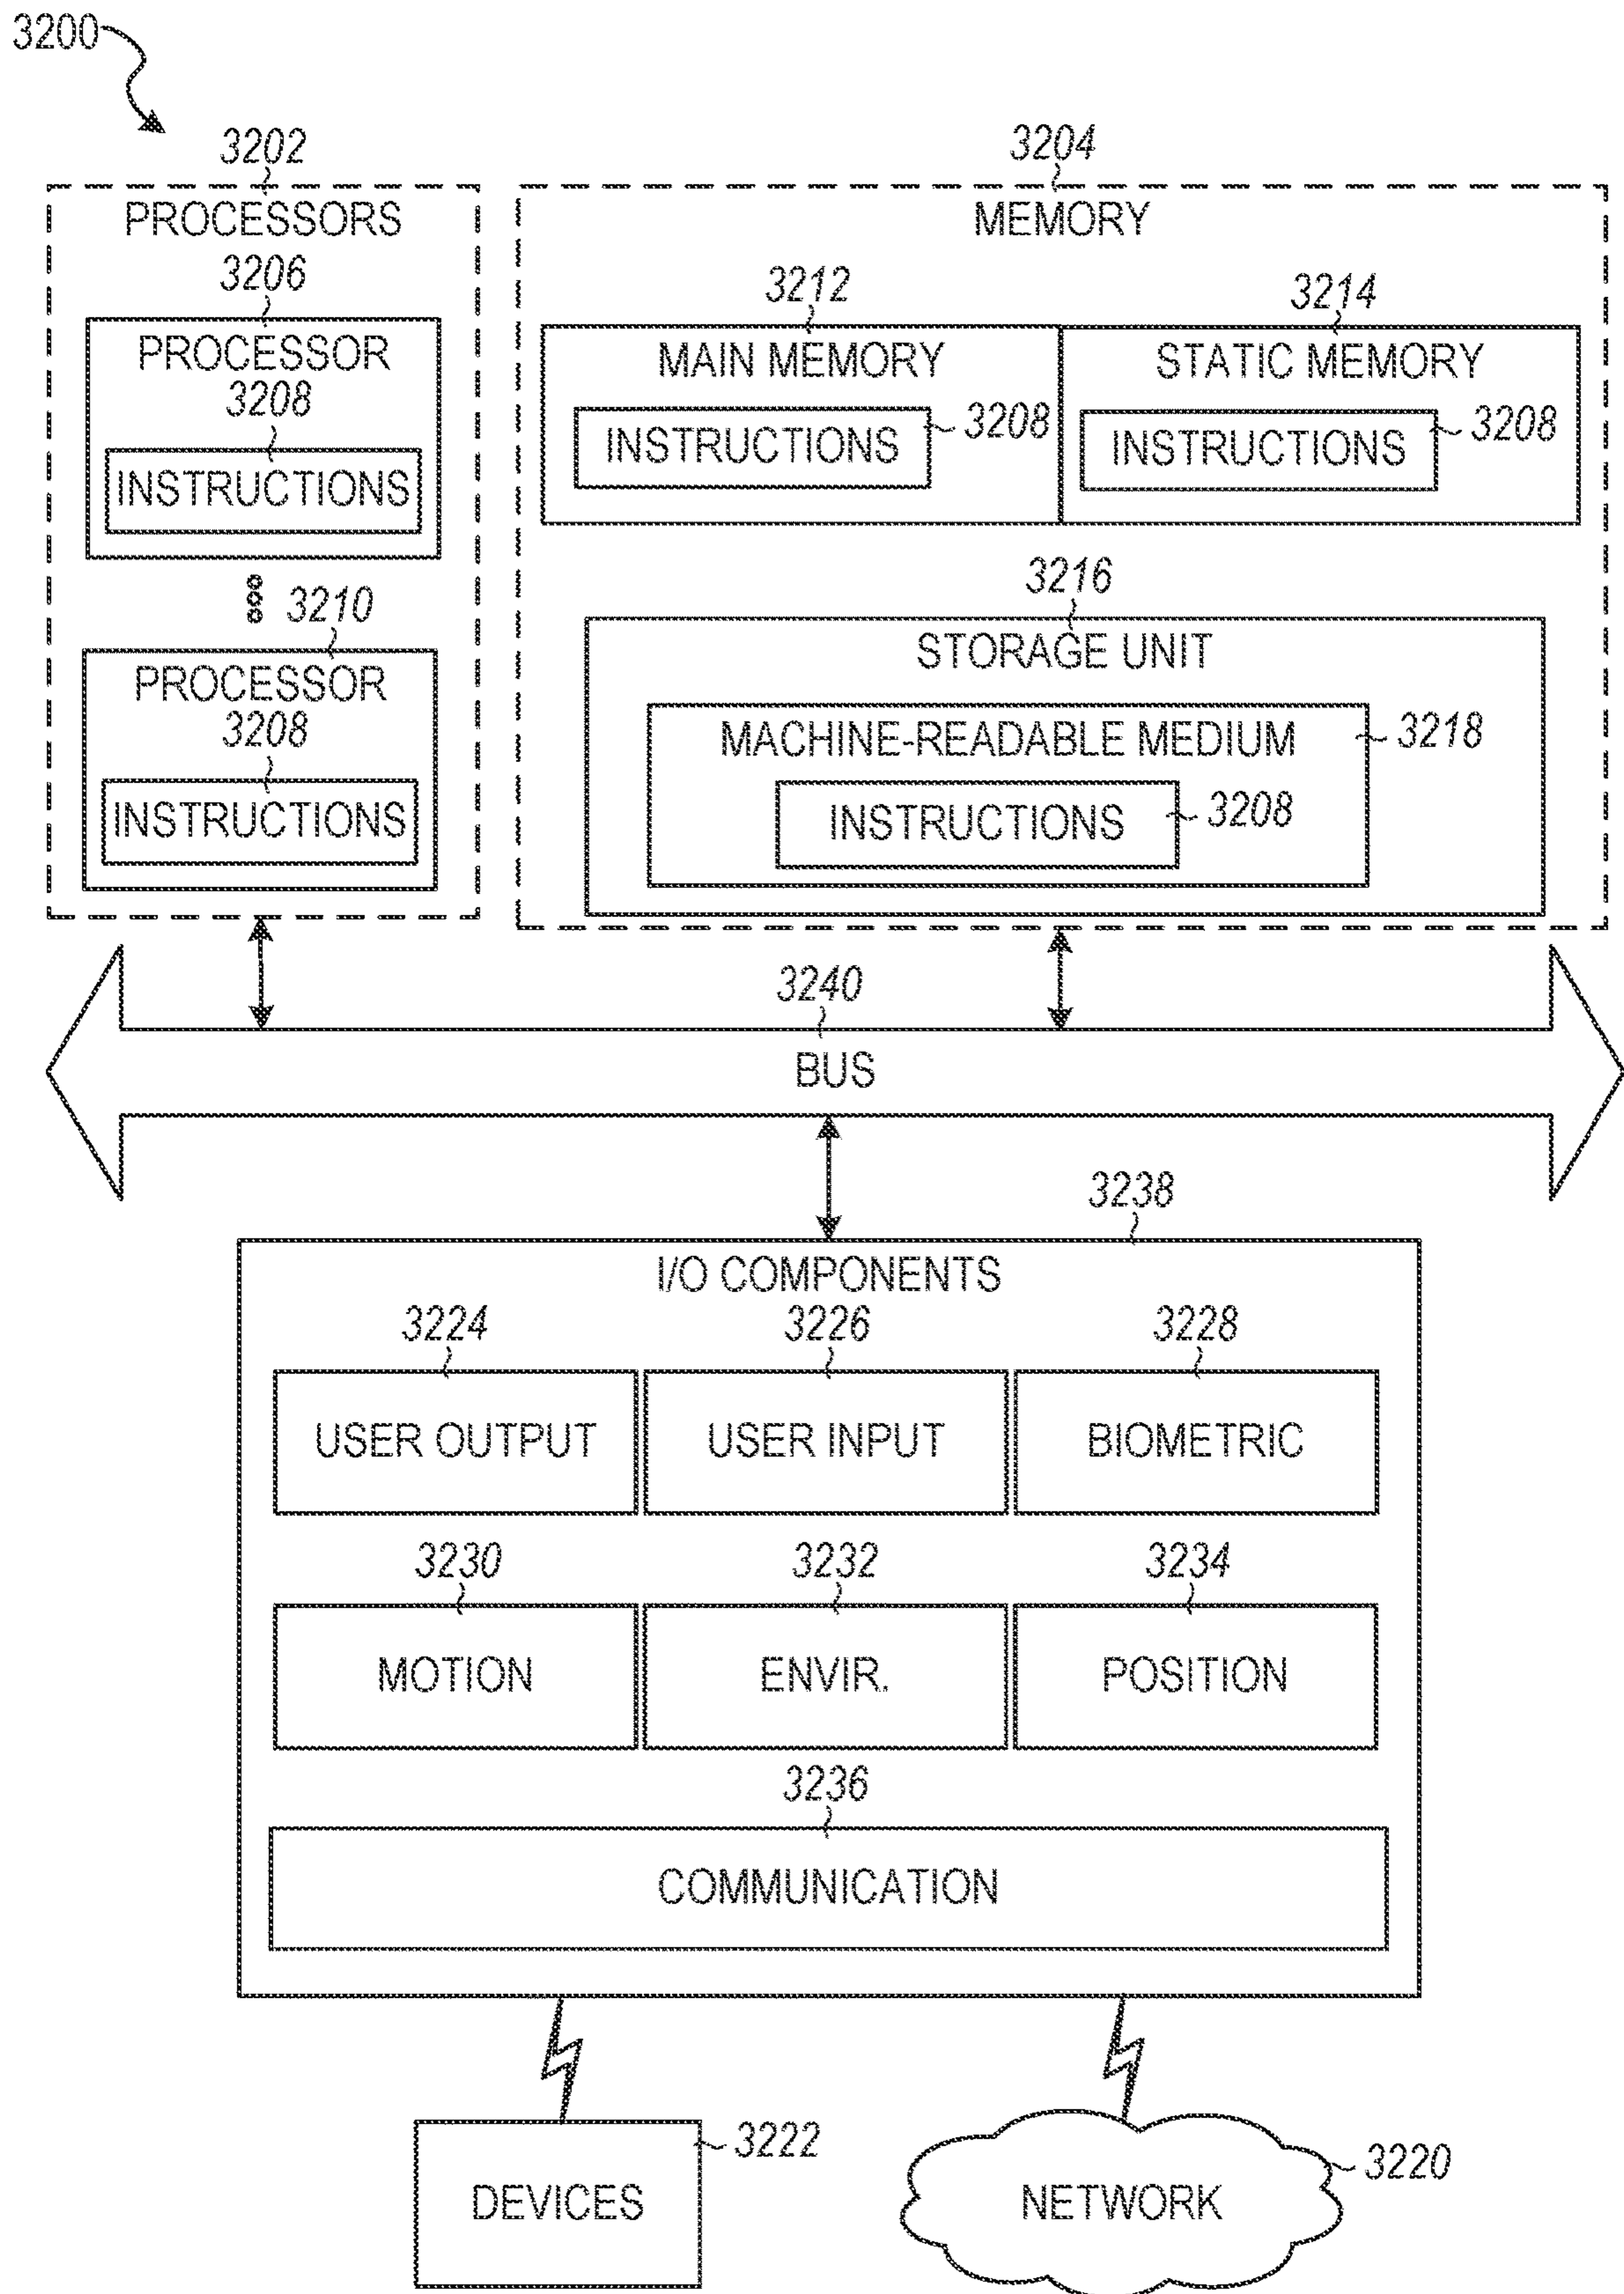 3200
3202
PROCESSORS
3206
PROCESSOR
3208
INSTRUCTIONS
3210
PROCESSOR
3208
INSTRUCTIONS
3204
MEMORY
3212
MAIN MEMORY
INSTRUCTIONS
3208
3214
STATIC MEMORY
INSTRUCTIONS
3208
3216
STORAGE UNIT
MACHINE-READABLE MEDIUM
3218
INSTRUCTIONS
3208
3240
BUS
3238
I/O COMPONENTS
3224
USER OUTPUT
3226
USER INPUT
3228
BIOMETRIC
3230
MOTION
3232
ENVIR.
3234
POSITION
3236
COMMUNICATION
DEVICES
3222
NETWORK
3220